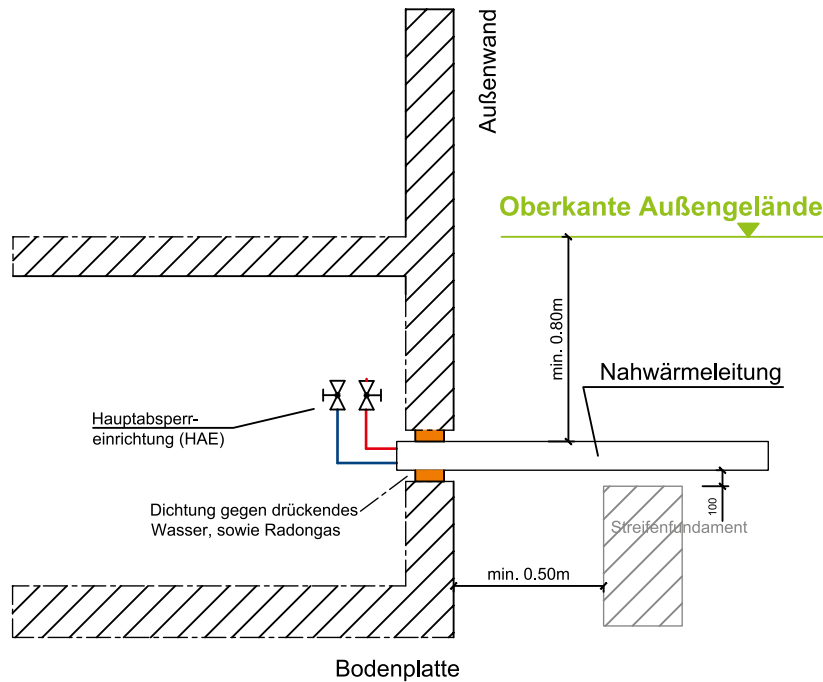 Außenwand
Oberkante Außengelände
min. 0.80m
Nahwärmeleitung
Hauptabsperr-
einrichtung (HAE)
Dichtung gegen drückendes
Wasser, sowie Radongas
100
Streifenfundament
min. 0.50m
Bodenplatte